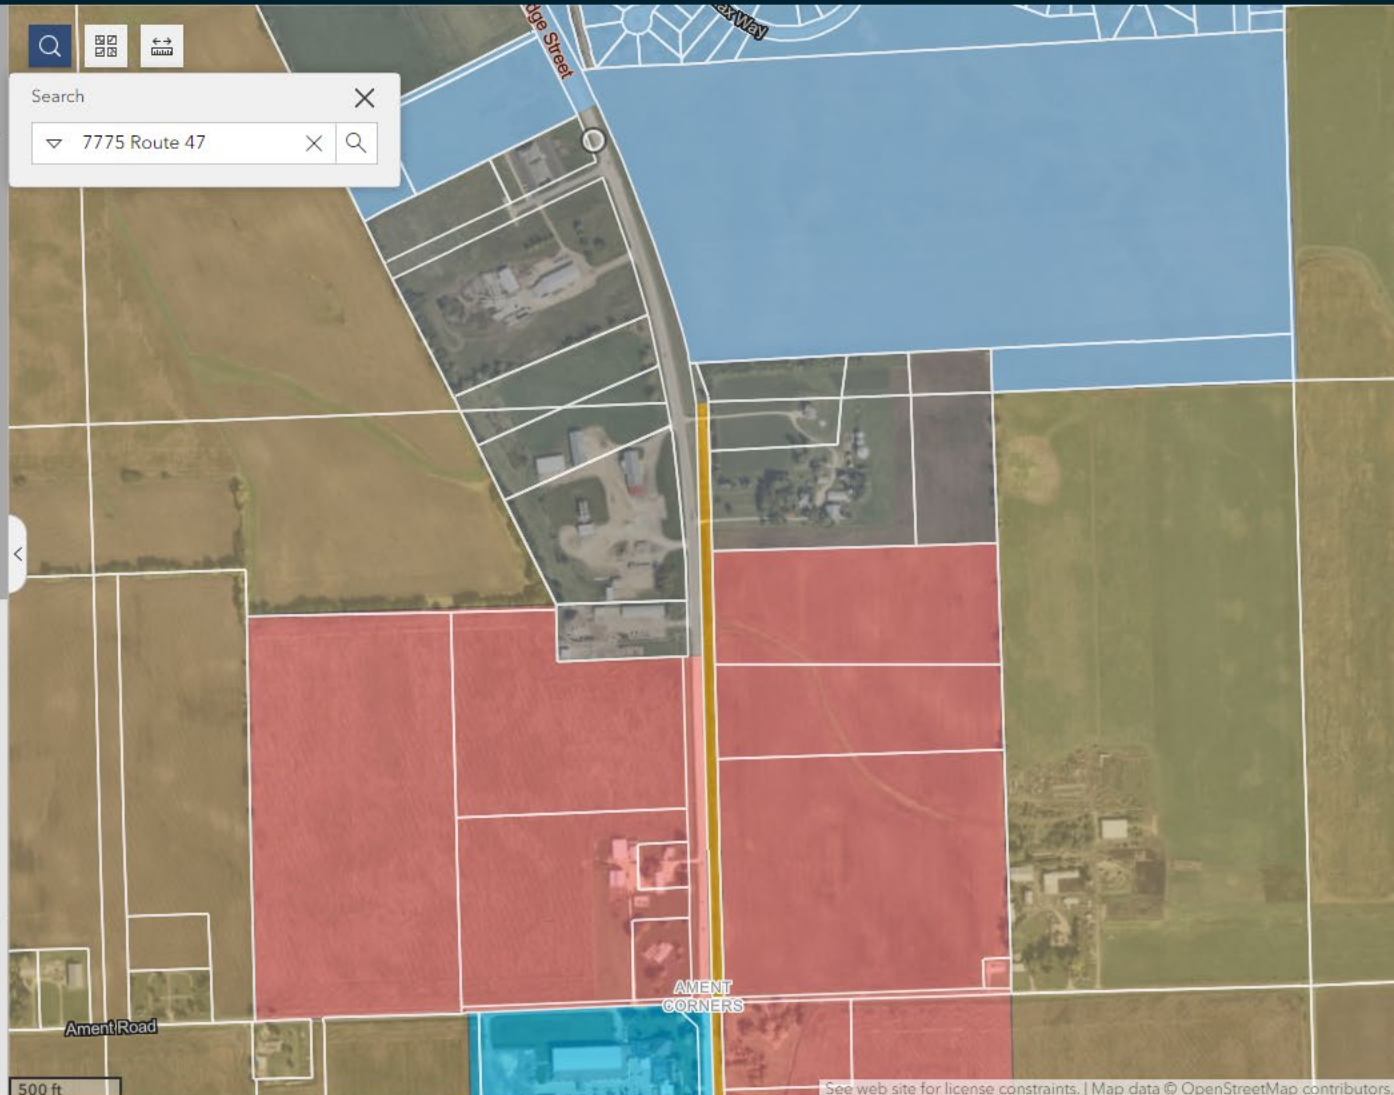 ax Way
dge Street
Search
7775 Route 47
AMENT
CORNERS
Ament Road
500 ft
See web site for license constraints. | Map data © OpenStreetMap contributors.